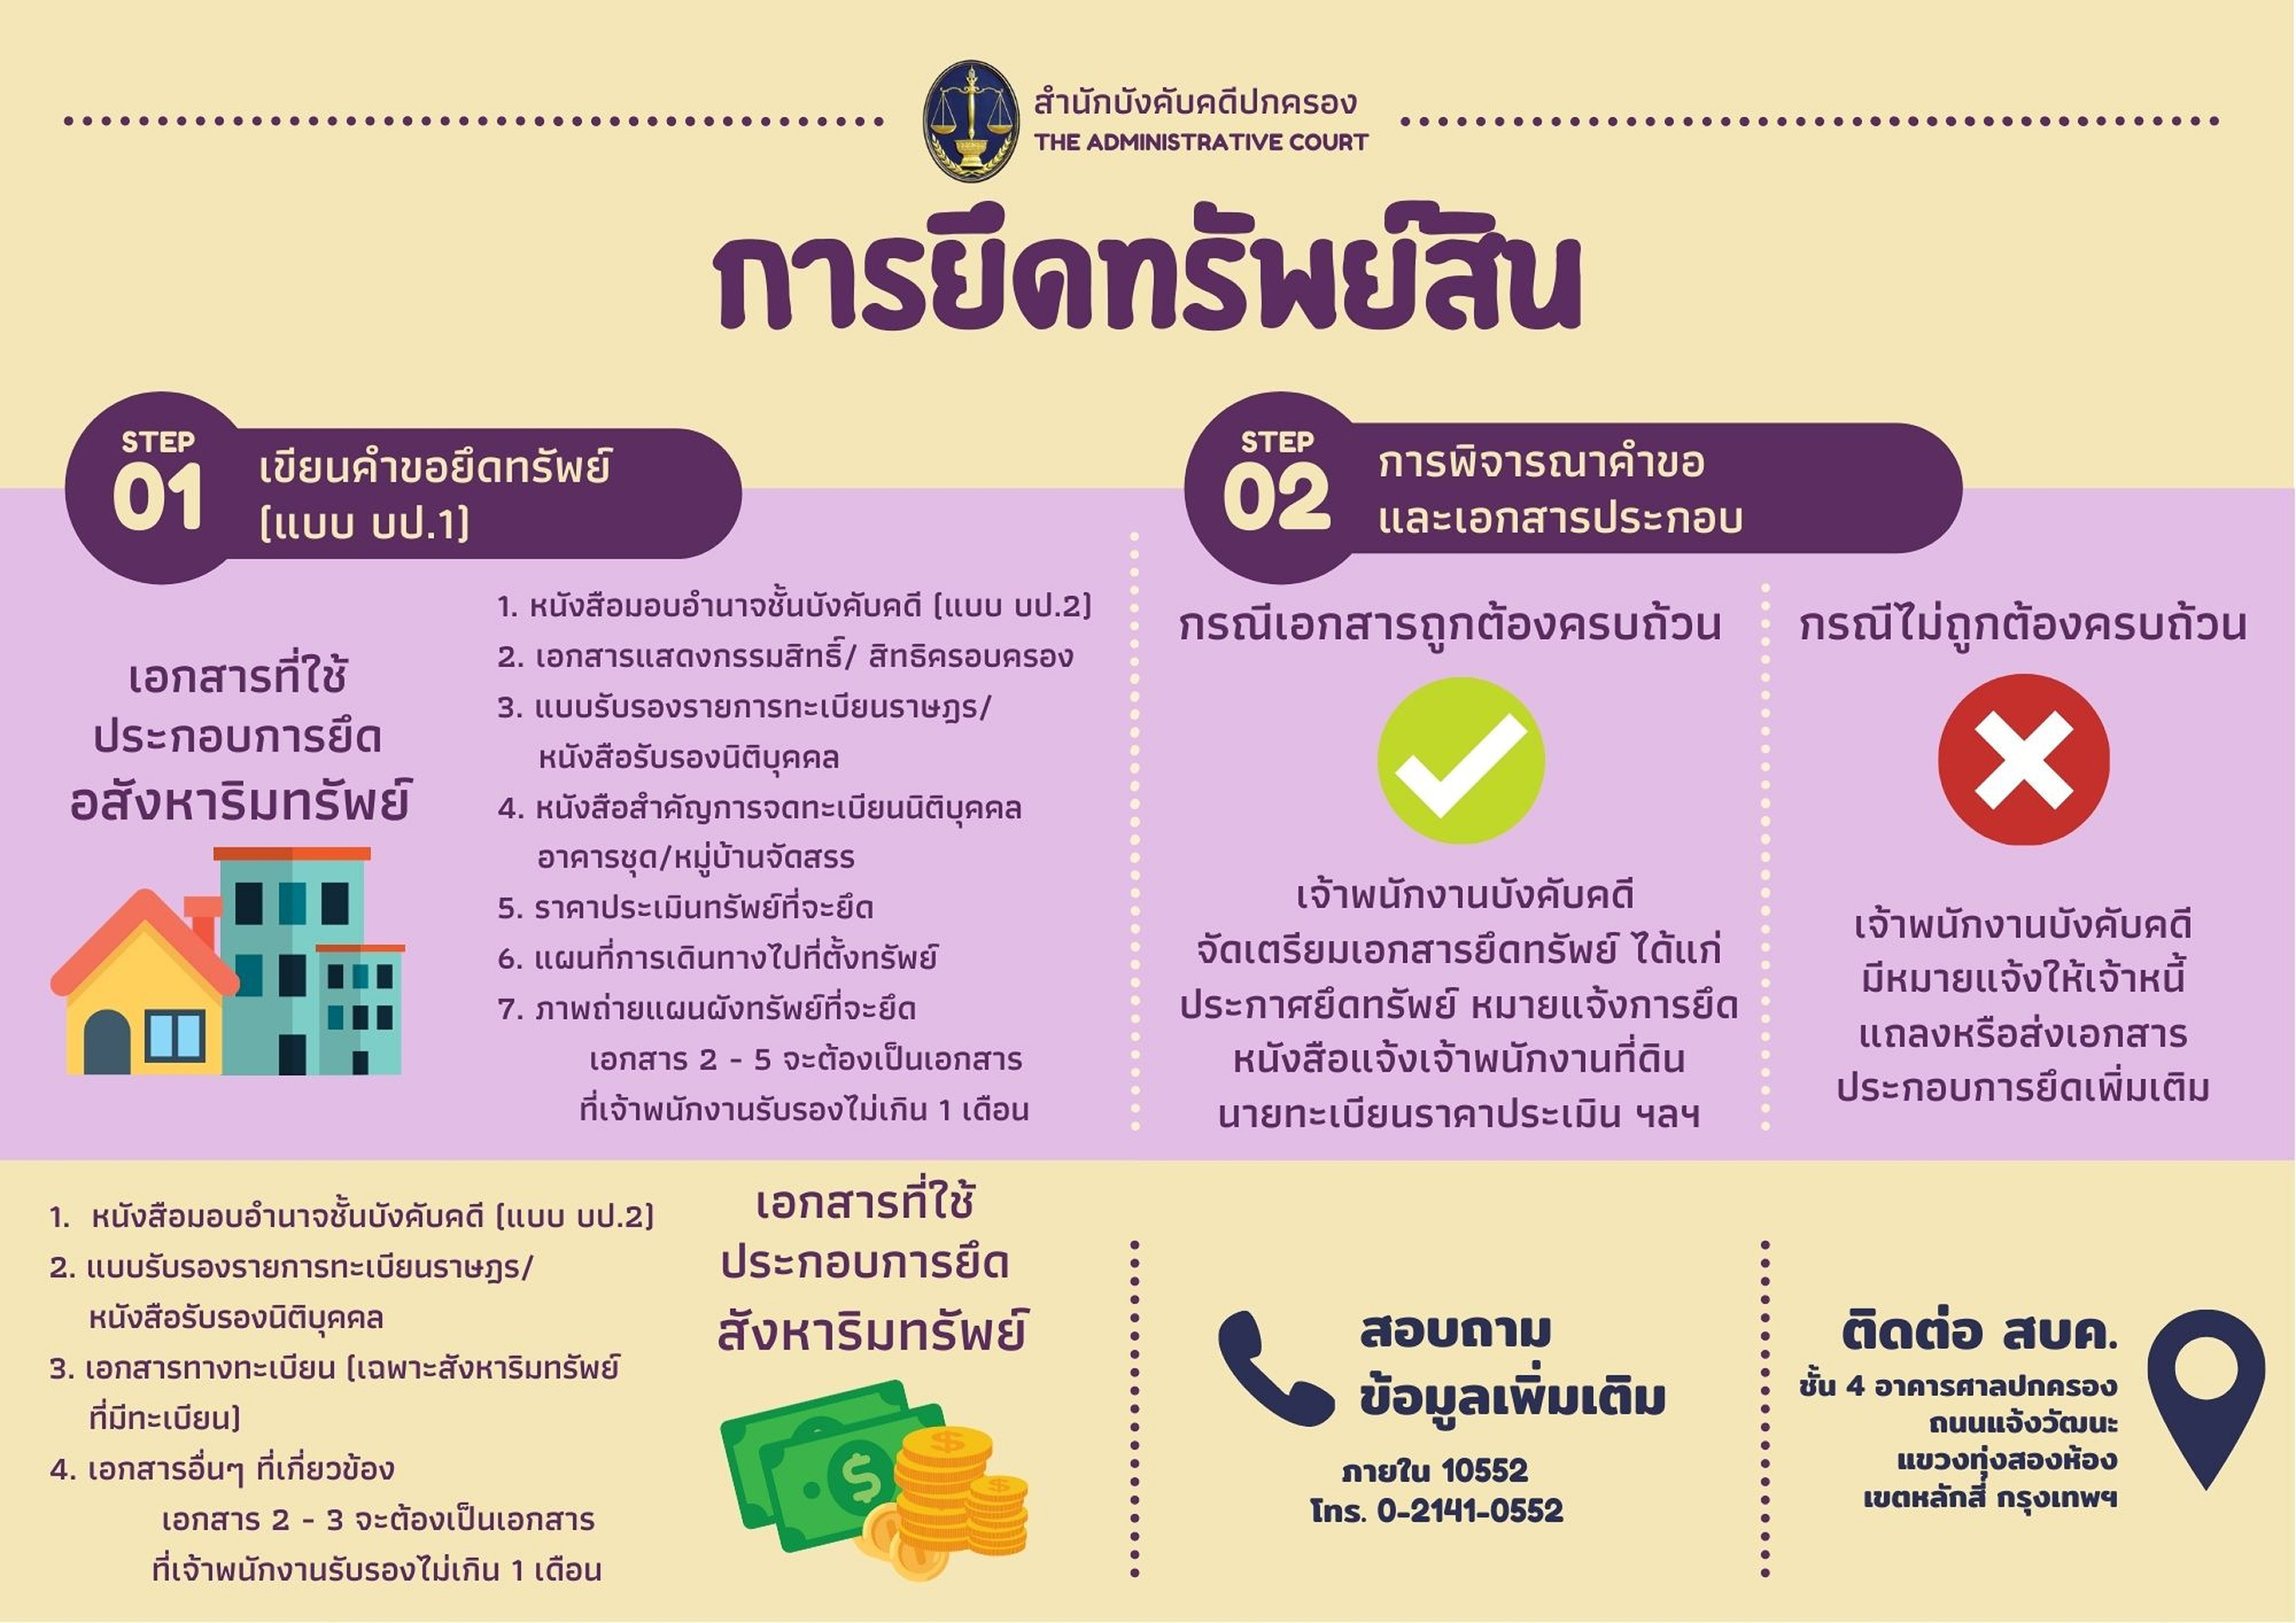 สำนักบังคับคดีปกครอง
THE ADMINISTRATIVE COURT
การยึดทรัพย์สิน
STEP
01
เขียนคำขอยึดทรัพย์
(แบบ บป.1)
เอกสารที่ใช้
ประกอบการยึด
อสังหาริมทรัพย์
1. หนังสือมอบอำนาจชั้นบังคับคดี (แบบ บป.2)
2. เอกสารแสดงกรรมสิทธิ์/ สิทธิครอบครอง
3. แบบรับรองรายการทะเบียนราษฎร/
หนังสือรับรองนิติบุคคล
4. หนังสือสำคัญการจดทะเบียนนิติบุคคล
อาคารชุด/หมู่บ้านจัดสรร
5. ราคาประเมินทรัพย์ที่จะยึด
6. แผนที่การเดินทางไปที่ตั้งทรัพย์
7. ภาพถ่ายแผนผังทรัพย์ที่จะยึด
เอกสาร 2 - 5 จะต้องเป็นเอกสาร
ที่เจ้าพนักงานรับรองไม่เกิน 1 เดือน
1. หนังสือมอบอำนาจชั้นบังคับคดี (แบบ บป.2)
2. แบบรับรองรายการทะเบียนราษฎร/
หนังสือรับรองนิติบุคคล
3. เอกสารทางทะเบียน (เฉพาะสังหาริมทรัพย์
ที่มีทะเบียน)
4. เอกสารอื่นๆ ที่เกี่ยวข้อง
เอกสาร 2 - 3 จะต้องเป็นเอกสาร
ที่เจ้าพนักงานรับรองไม่เกิน 1 เดือน
เอกสารที่ใช้
ประกอบการยึด
สังหาริมทรัพย์
STEP
02
การพิจารณาคำขอ
และเอกสารประกอบ
กรณีเอกสารถูกต้องครบถ้วน
เจ้าพนักงานบังคับคดี
จัดเตรียมเอกสารยึดทรัพย์ ได้แก่
ประกาศยึดทรัพย์ หมายแจ้งการยึด
หนังสือแจ้งเจ้าพนักงานที่ดิน
นายทะเบียนราคาประเมิน ฯลฯ
กรณีไม่ถูกต้องครบถ้วน
เจ้าพนักงานบังคับคดี
มีหมายแจ้งให้เจ้าหนี้
แถลงหรือส่งเอกสาร
ประกอบการยึดเพิ่มเติม
สอบถาม
ข้อมูลเพิ่มเติม
ภายใน 10552
โทร. 0-2141-0552
ติดต่อ สบค.
ชั้น 4 อาคารศาลปกครอง
ถนนแจ้งวัฒนะ
แขวงทุ่งสองห้อง
เขตหลักสี่ กรุงเทพฯ